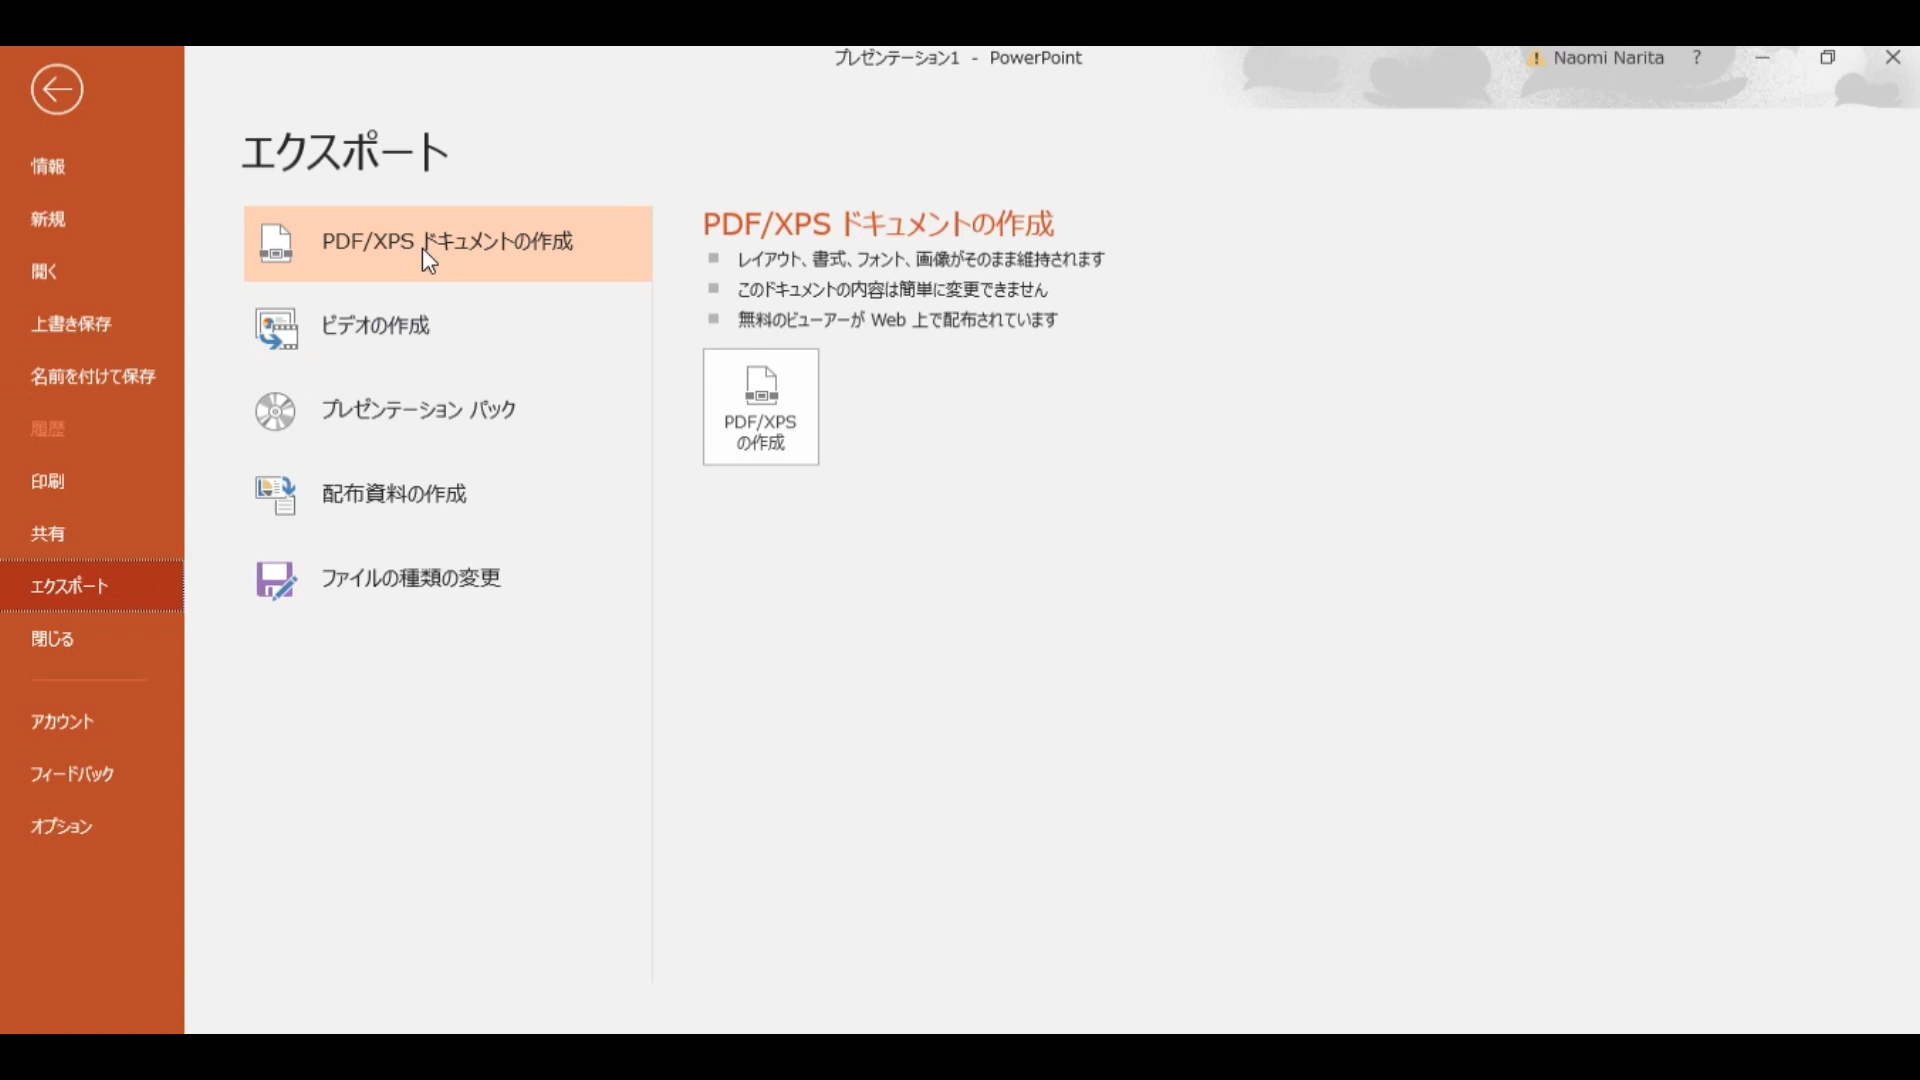 プレゼンテーション1 - PowerPoint
Naomi Narita
?
情報
新規
開く
上書き保存
名前を付けて保存
履歴
印刷
共有
エクスポート
閉じる
アカウント
フィードバック
オプション
エクスポート
PDF/XPS ドキュメントの作成
ビデオの作成
プレゼンテーション パック
配布資料の作成
ファイルの種類の変更
PDF/XPS ドキュメントの作成
レイアウト、書式、フォント、画像がそのまま維持されます
このドキュメントの内容は簡単に変更できません
無料のビューアーが Web 上で配布されています
PDF/XPS
の作成